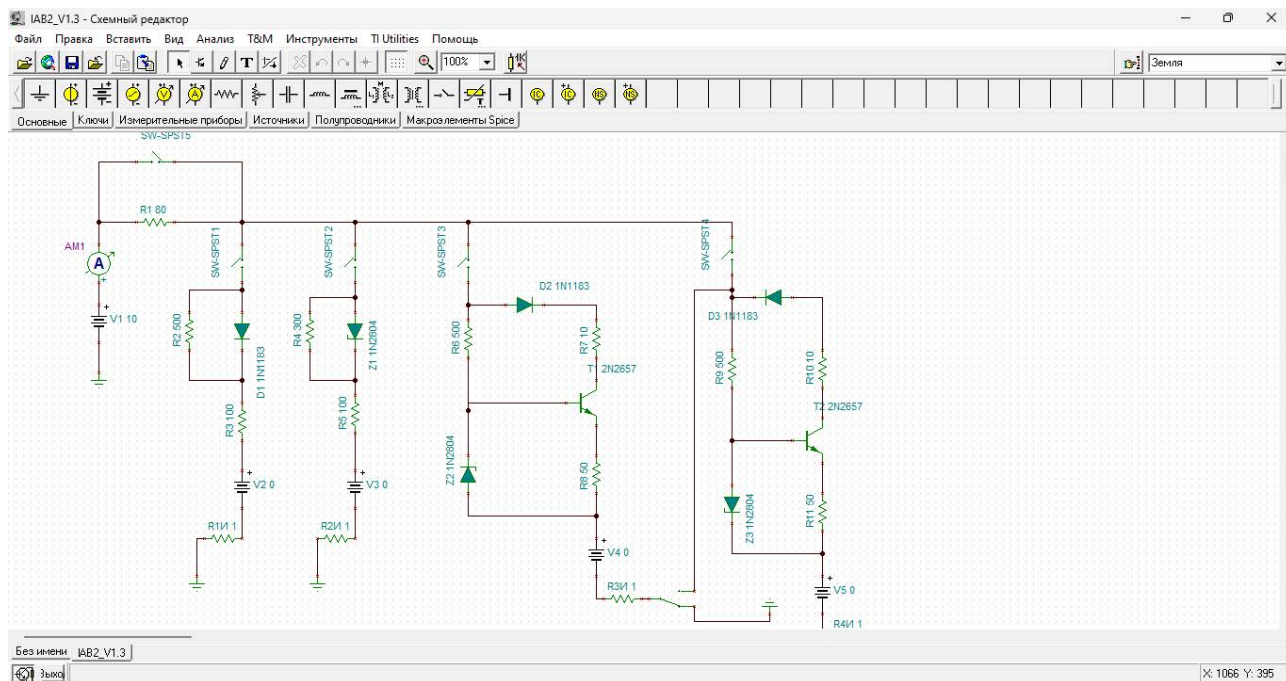 IAB2_V1.3 - Схемный редактор
Файл Правка Вставить Вид Анализ T&M Инструменты TI Utilities Помощь
100%
Земля
Основные Ключи Измерительные приборы Источники Полупроводники Макроэлементы Spice
SW-SPST5
R1 80
AM1
A
V1 10
SW-SPST1
SW-SPST2
SW-SPST3
SW-SPST4
R2 500
D1 1N1183
R3 100
V2 0
R1И 1
R4 300
Z1 1N2804
R5 100
V3 0
R2И 1
D2 1N1183
R6 500
R7 10
T1 2N2657
Z2 1N2804
R8 50
V4 0
R3И 1
D3 1N1183
R9 500
R10 10
T2 2N2657
Z3 1N2804
R11 50
V5 0
R4И 1
Без имени IAB2_V1.3
Выход
X: 1066 Y: 395